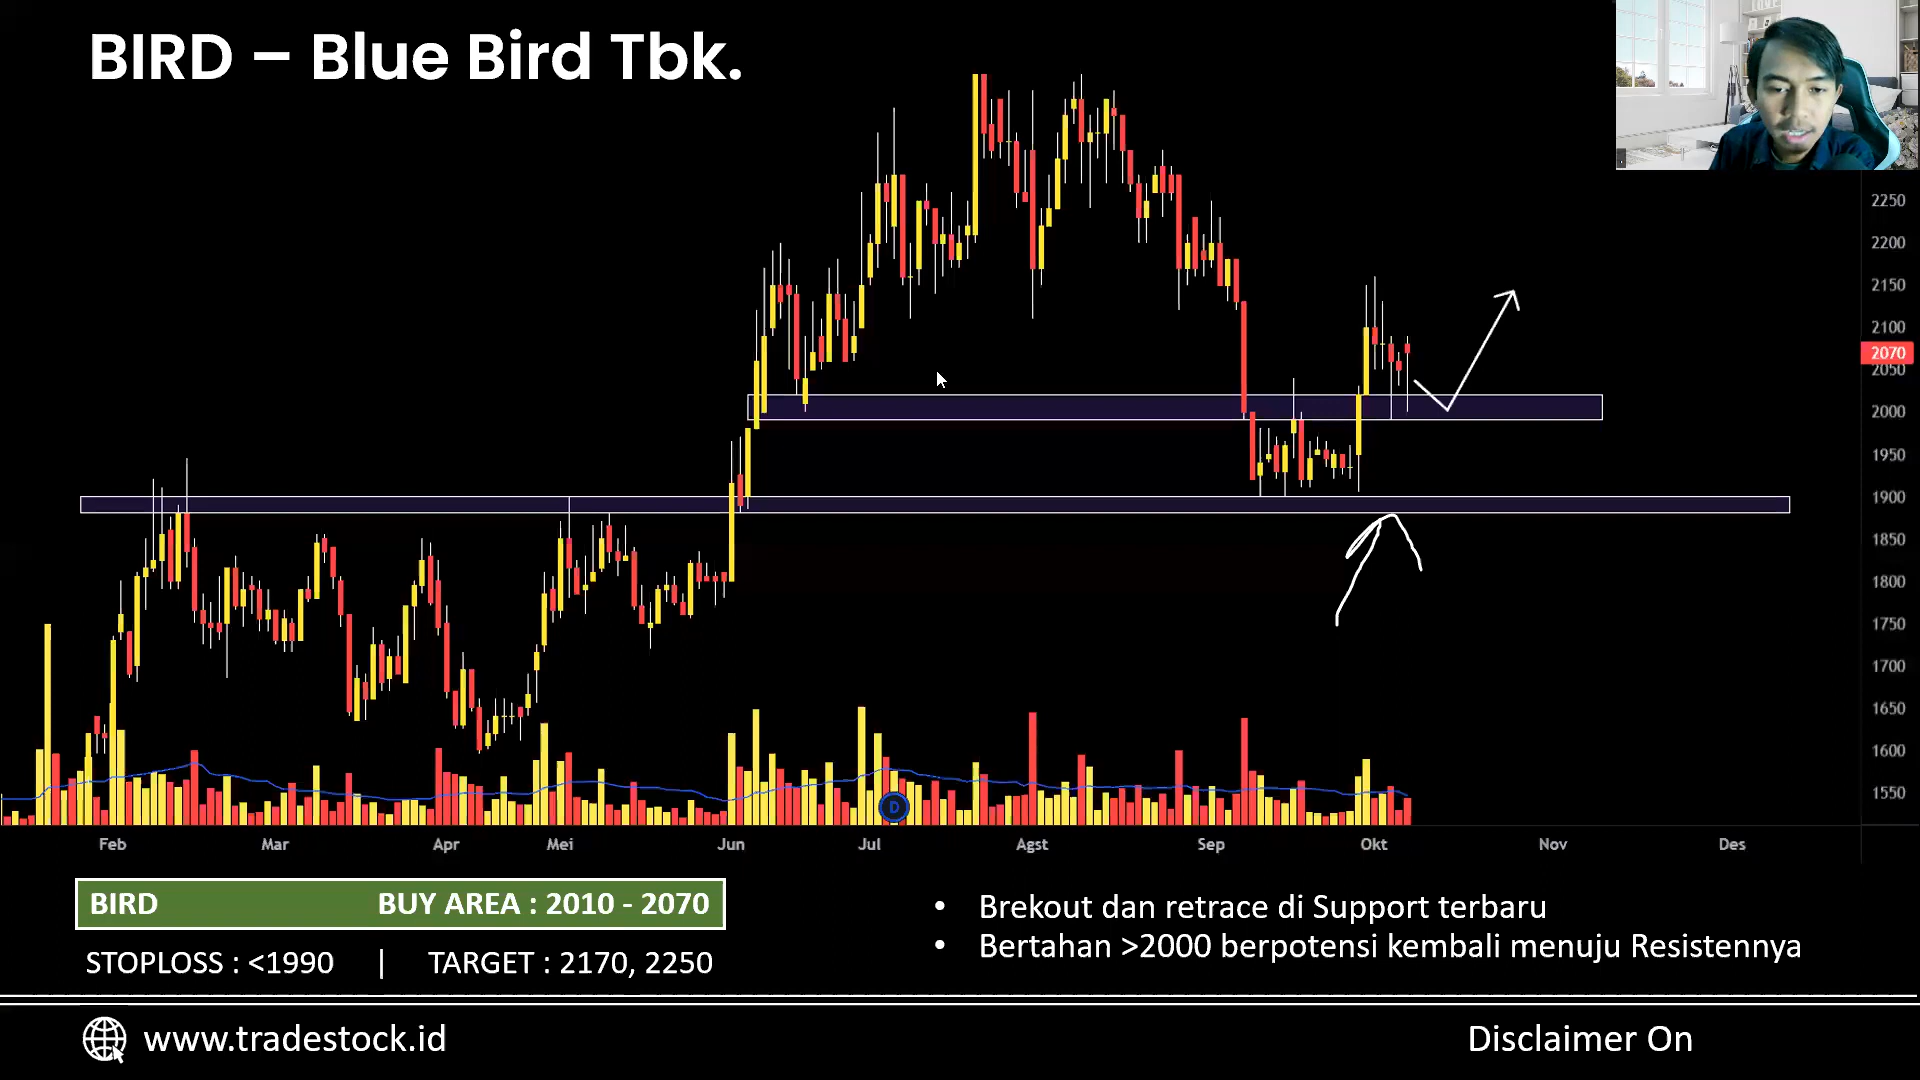 BIRD – Blue Bird Tbk.
2250
2200
2150
2100
2070
2050
2000
1950
1900
1850
1800
1750
1700
1650
1600
1550
D
Feb Mar Apr Mei Jun Jul Agst Sep Okt Nov Des
BIRD BUY AREA : 2010 - 2070
STOPLOSS : <1990 | TARGET : 2170, 2250
• Brekout dan retrace di Support terbaru
• Bertahan >2000 berpotensi kembali menuju Resistennya
www.tradestock.id
Disclaimer On